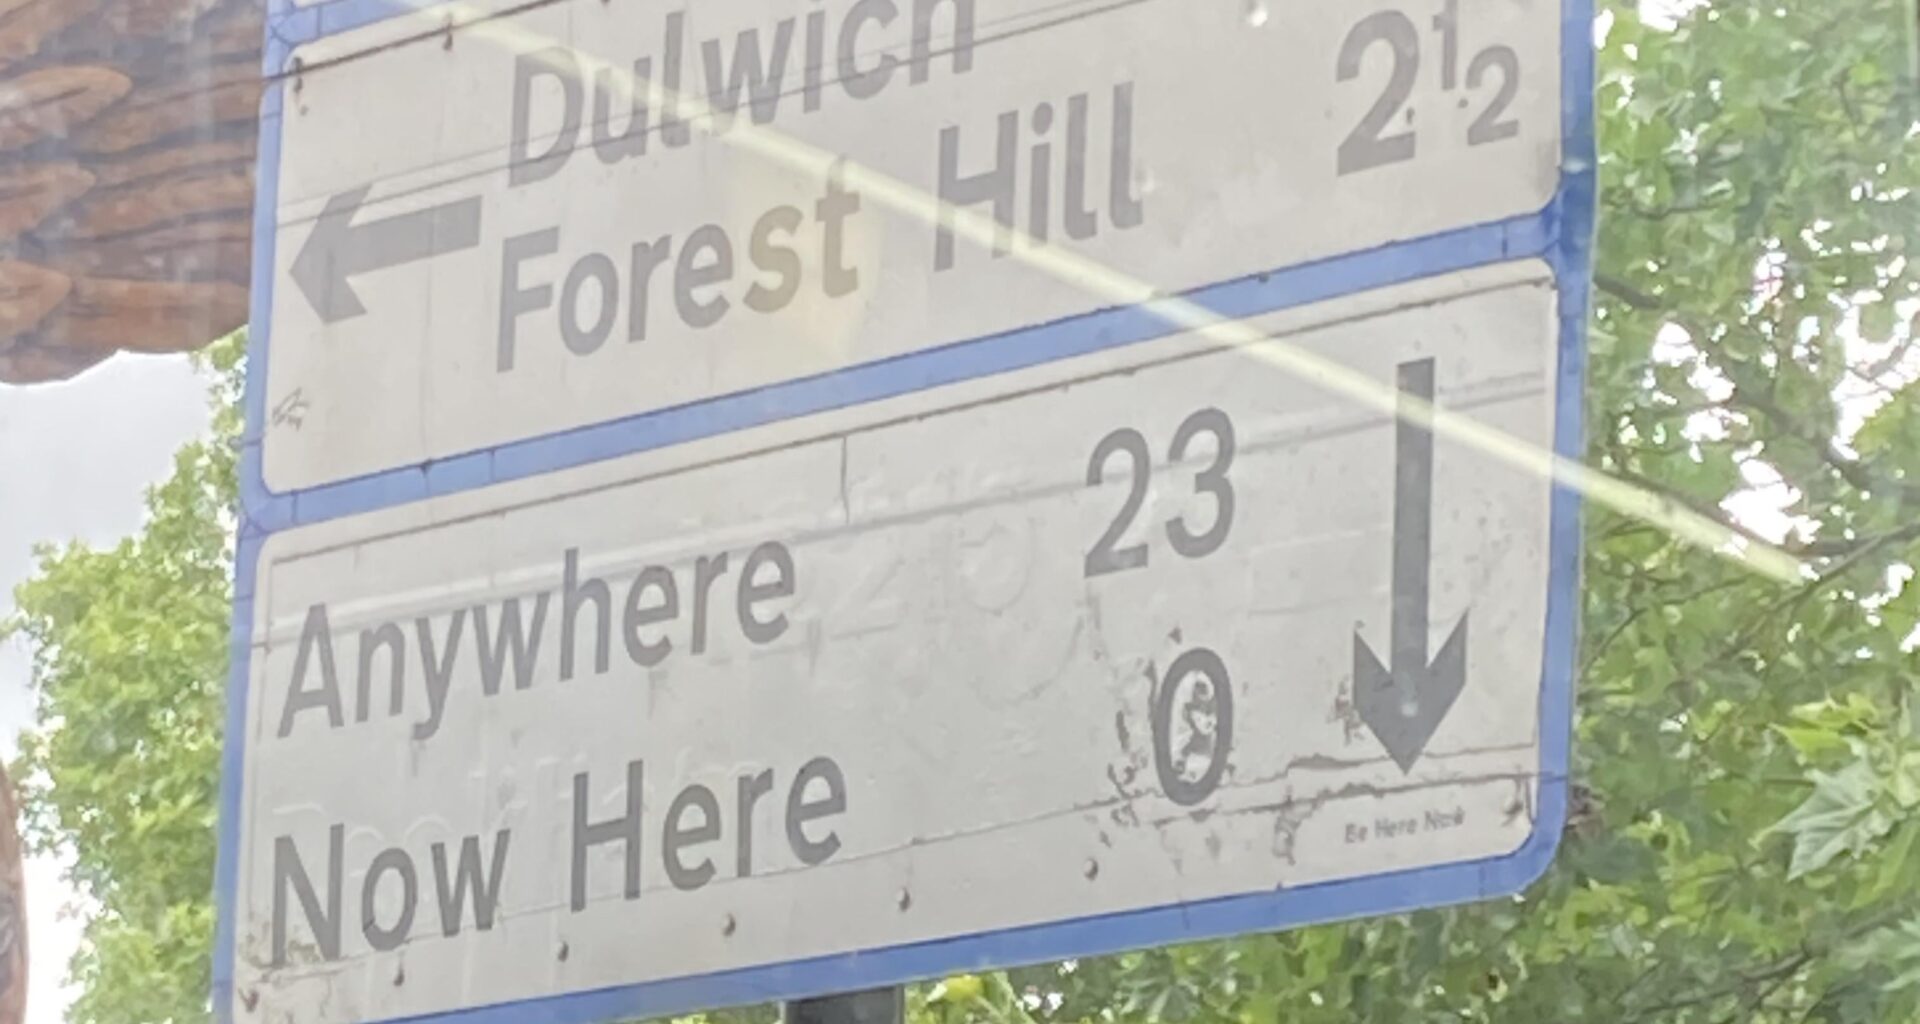 Dulwich
Forest Hill 2½
Anywhere 23
Now Here 0
Be Here Now